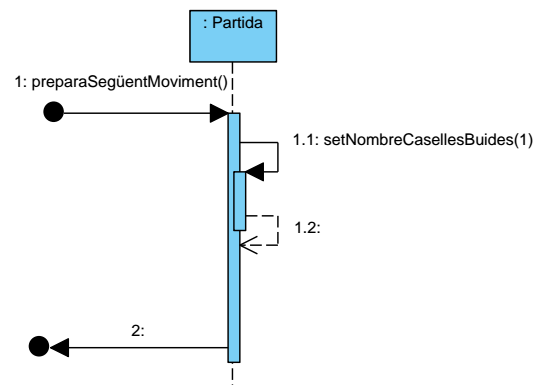 : Partida
1: preparaSegüentMoviment()
1.1: setNombreCasellesBuides(1)
1.2:
2: